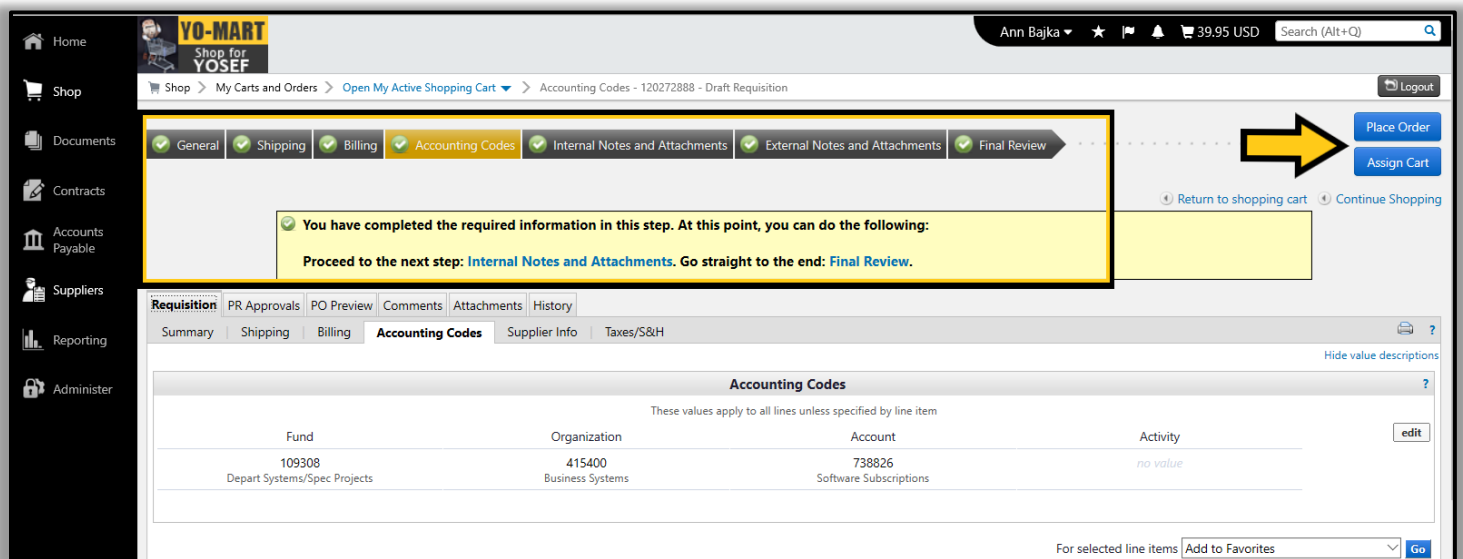 Home
Shop
Documents
Contracts
Accounts
Payable
Suppliers
Reporting
Administer
YO-MART
Shop for
YOSEF
Ann Bajka 39.95 USD Search (Alt+Q)
Shop > My Carts and Orders > Open My Active Shopping Cart > Accounting Codes - 120272888 - Draft Requisition
Logout
General Shipping Billing Accounting Codes Internal Notes and Attachments External Notes and Attachments Final Review
Place Order
Assign Cart
Return to shopping cart Continue Shopping
You have completed the required information in this step. At this point, you can do the following:
Proceed to the next step: Internal Notes and Attachments. Go straight to the end: Final Review.
Requisition PR Approvals PO Preview Comments Attachments History
Summary Shipping Billing Accounting Codes Supplier Info Taxes/S&H ?
Hide value descriptions
Accounting Codes ?
These values apply to all lines unless specified by line item
Fund Organization Account Activity edit
109308 415400 738826 no value
Depart Systems/Spec Projects Business Systems Software Subscriptions
For selected line items Add to Favorites Go